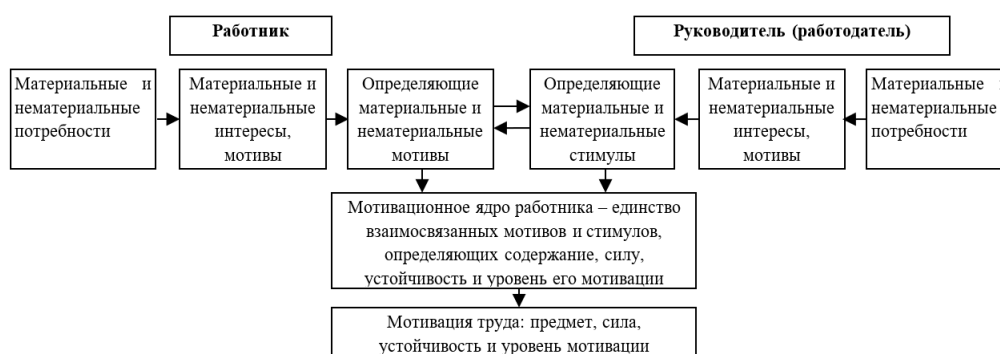 Работник
Руководитель (работодатель)
Материальные и
нематериальные
потребности
Материальные и
нематериальные
интересы,
мотивы
Определяющие
материальные и
нематериальные
мотивы
Определяющие
материальные и
нематериальные
стимулы
Материальные и
нематериальные
интересы,
мотивы
Материальные
нематериальные
потребности
Мотивационное ядро работника – единство
взаимосвязанных мотивов и стимулов,
определяющих содержание, силу,
устойчивость и уровень его мотивации
Мотивация труда: предмет, сила,
устойчивость и уровень мотивации